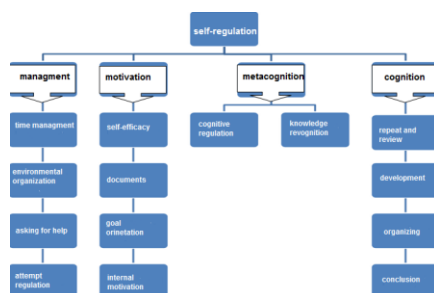 self-regulation
managment
motivation
metacognition
cognition
time managment
self-efficacy
cognitive
regulation
knowledge
revognition
repeat and
review
environmental
organization
documents
development
asking for help
goal
orinetation
organizing
attempt
regulation
internal
motivation
conclusion